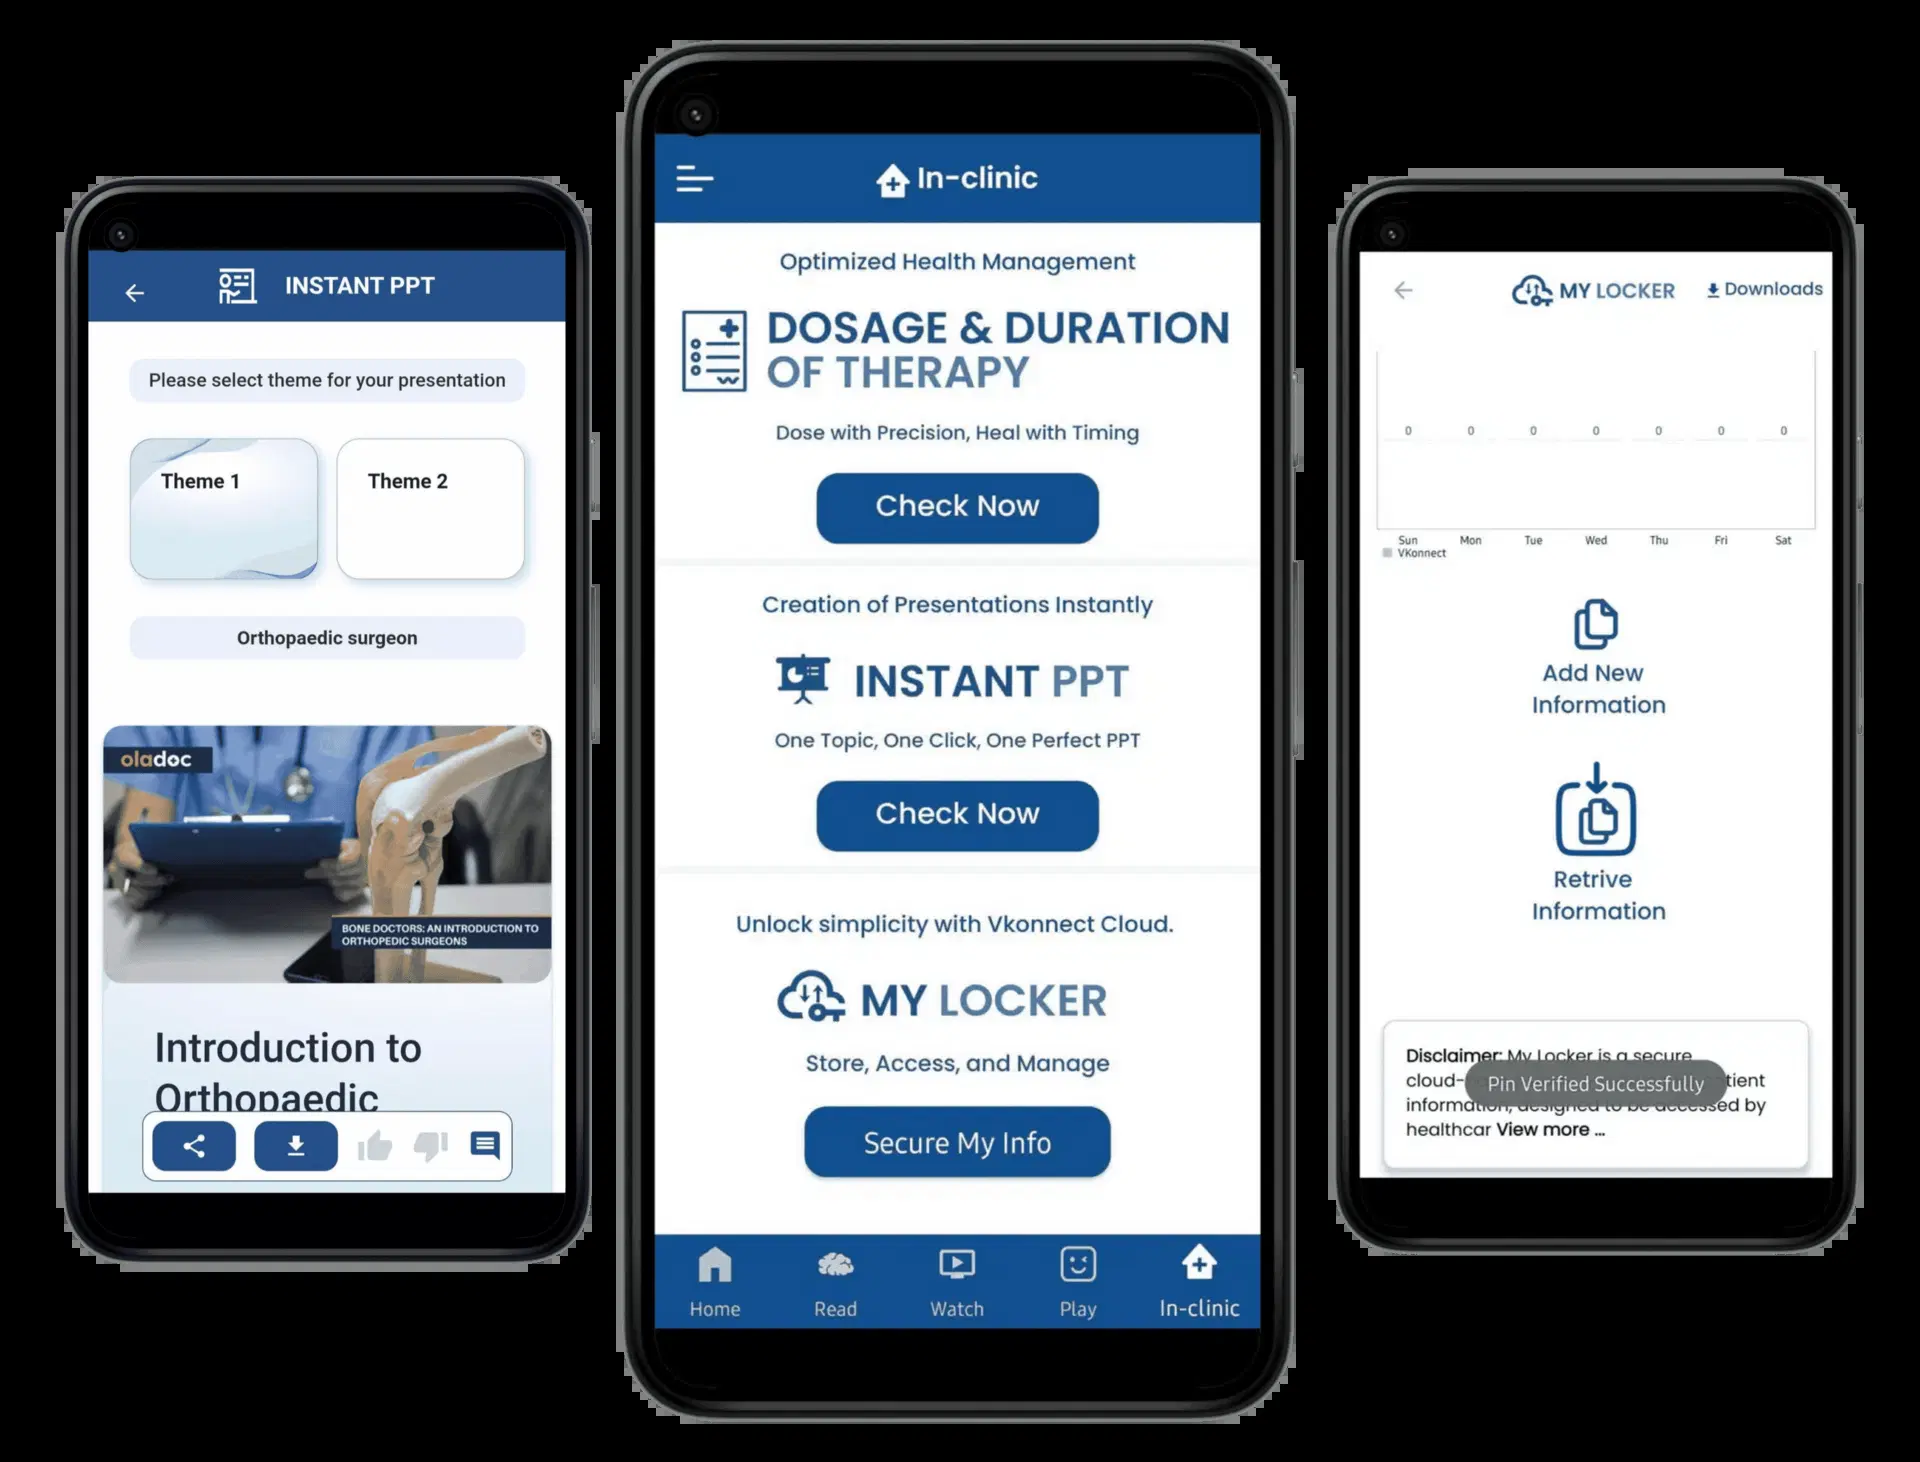 INSTANT PPT
Please select theme for your presentation
Theme 1
Theme 2
Orthopaedic surgeon
oladoc
BONE DOCTORS: AN INTRODUCTION TO
ORTHOPEDIC SURGEONS
Introduction to
Orthopaedic
In-clinic
Optimized Health Management
DOSAGE & DURATION
OF THERAPY
Dose with Precision, Heal with Timing
Check Now
Creation of Presentations Instantly
INSTANT PPT
One Topic, One Click, One Perfect PPT
Check Now
Unlock simplicity with Vkonnect Cloud.
MY LOCKER
Store, Access, and Manage
Secure My Info
Home
Read
Watch
Play
In-clinic
MY LOCKER
Downloads
0 0 0 0 0 0 0
Sun Mon Tue Wed Thu Fri Sat
VKonnect
Add New
Information
Retrive
Information
Disclaimer: My Locker is a secure
cloud- tient
Pin Verified Successfully
information, designed to be accessed by
healthcar View more ...